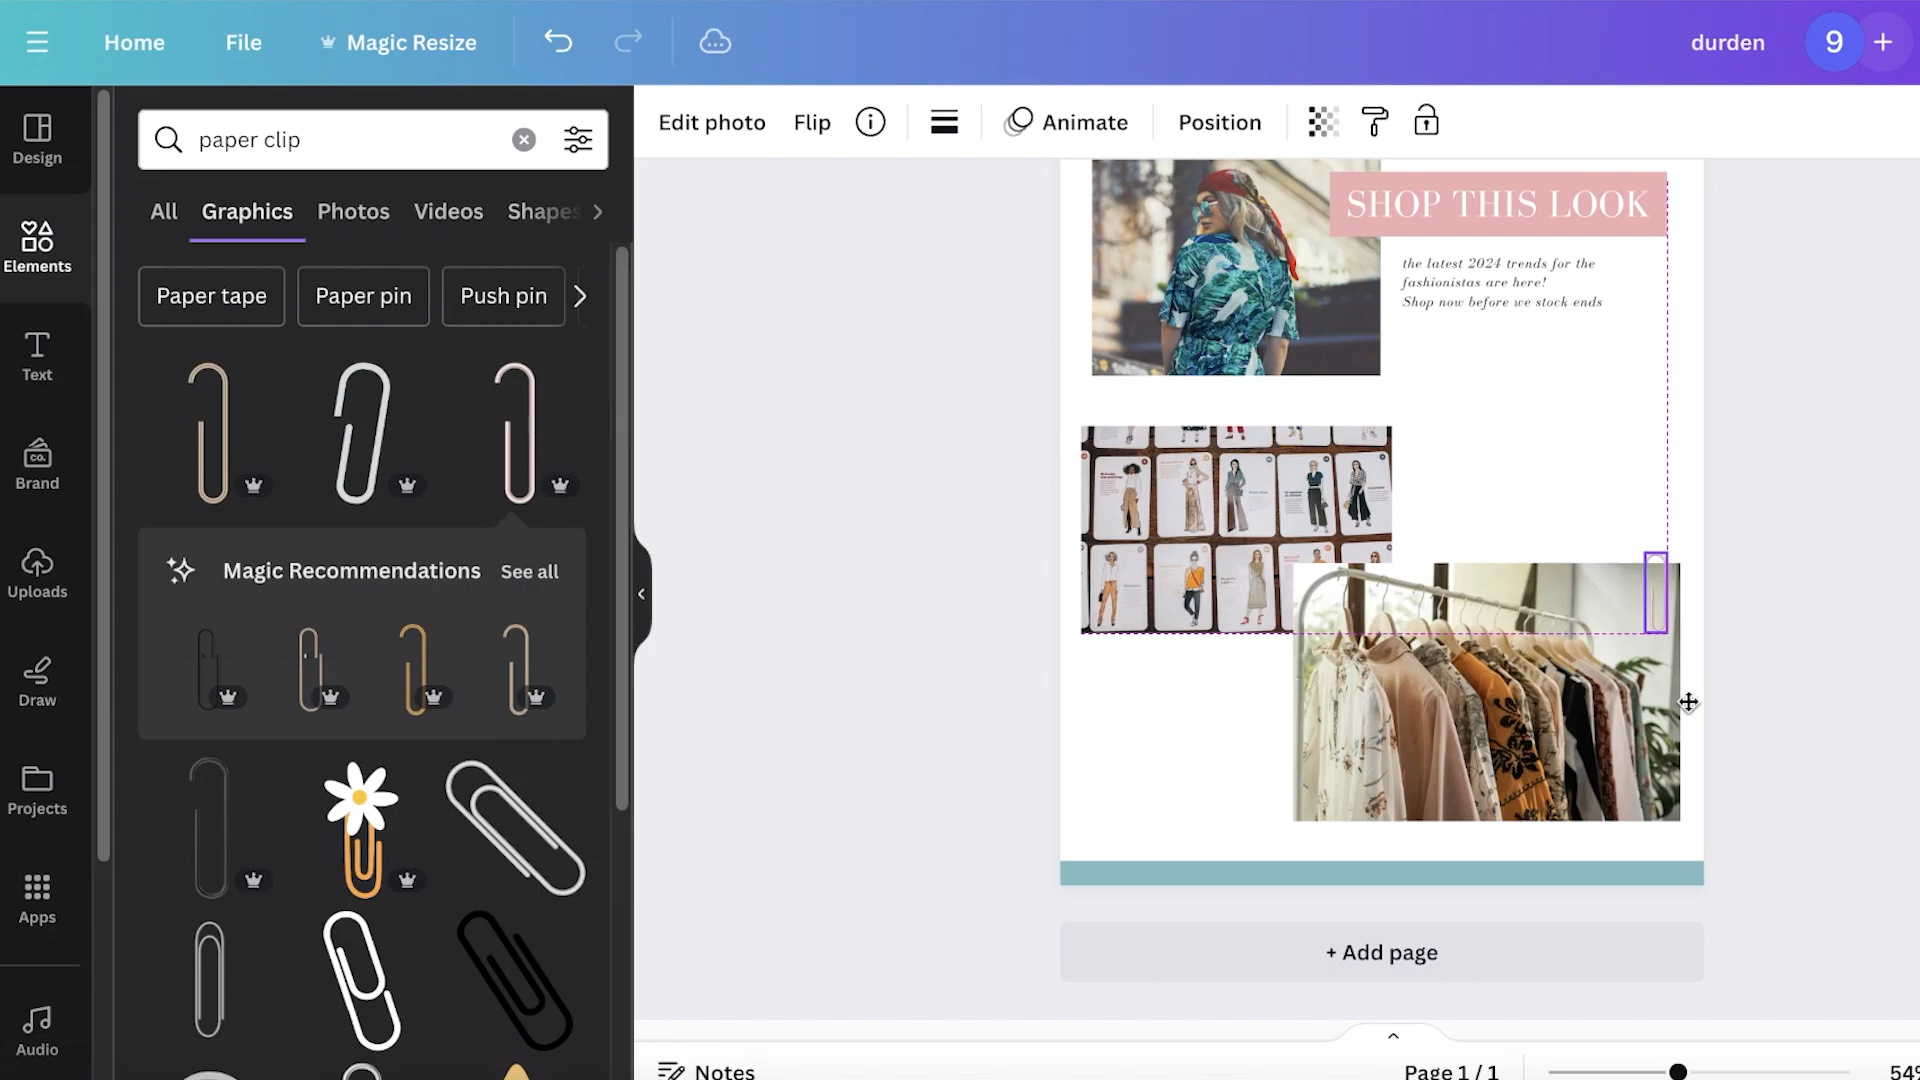 Home File Magic Resize durden 9 +
Design
Elements
Text
CO.
Brand
Uploads
Draw
Projects
Apps
Audio
paper clip
All Graphics Photos Videos Shapes
Paper tape Paper pin Push pin
Magic Recommendations See all
Edit photo Flip Animate Position
SHOP THIS LOOK
the latest 2024 trends for the
fashionistas are here!
Shop now before we stock ends
+ Add page
Notes Page 1 / 1 54%